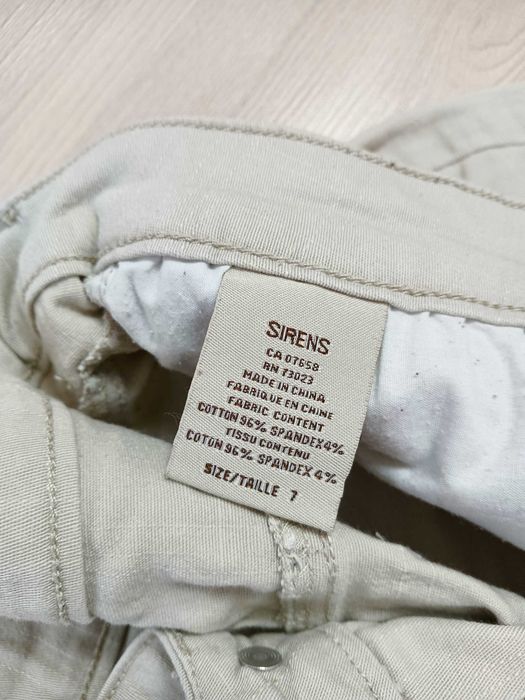 SIRENS
CA 07658
RN 73023
MADE IN CHINA
FABRIQUE EN CHINE
FABRIC CONTENT
COTTON 96% SPANDEX 4%
TISSU CONTENU
COTON 96% SPANDEX 4%
SIZE/TAILLE 7